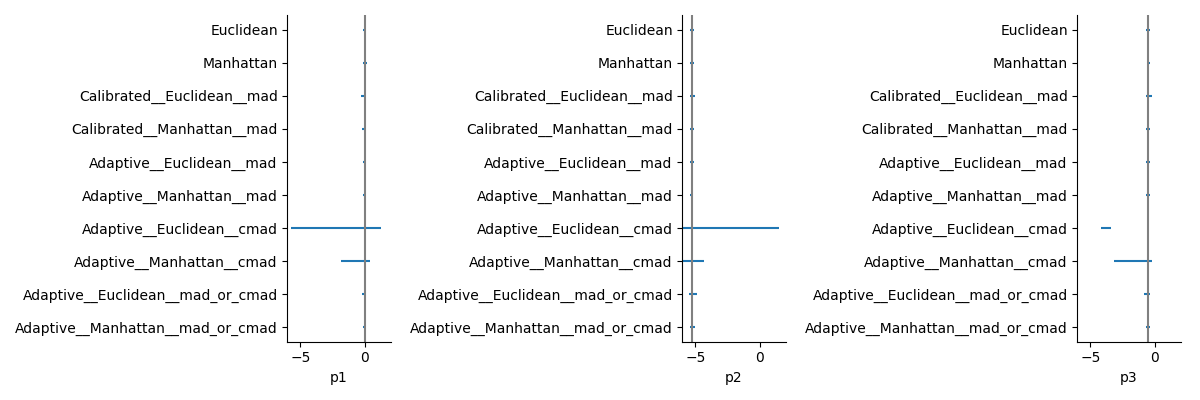 Euclidean
Manhattan
Calibrated__Euclidean__mad
Calibrated__Manhattan__mad
Adaptive__Euclidean__mad
Adaptive__Manhattan__mad
Adaptive__Euclidean__cmad
Adaptive__Manhattan__cmad
Adaptive__Euclidean__mad_or_cmad
Adaptive__Manhattan__mad_or_cmad
−5 0
p1
Euclidean
Manhattan
Calibrated__Euclidean__mad
Calibrated__Manhattan__mad
Adaptive__Euclidean__mad
Adaptive__Manhattan__mad
Adaptive__Euclidean__cmad
Adaptive__Manhattan__cmad
Adaptive__Euclidean__mad_or_cmad
Adaptive__Manhattan__mad_or_cmad
−5 0
p2
Euclidean
Manhattan
Calibrated__Euclidean__mad
Calibrated__Manhattan__mad
Adaptive__Euclidean__mad
Adaptive__Manhattan__mad
Adaptive__Euclidean__cmad
Adaptive__Manhattan__cmad
Adaptive__Euclidean__mad_or_cmad
Adaptive__Manhattan__mad_or_cmad
−5 0
p3